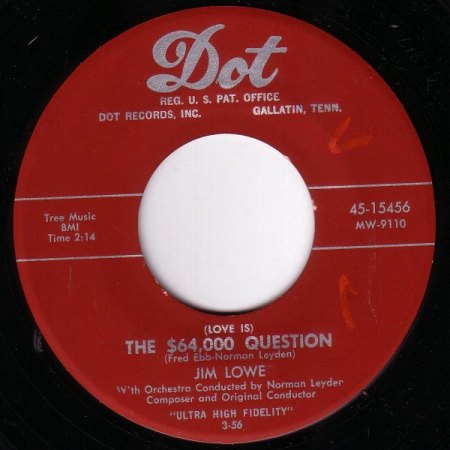 Dot
REG. U. S. PAT. OFFICE
DOT RECORDS, INC. GALLATIN, TENN.
Tree Music
BMI
Time 2:14
45-15456
MW-9110
(LOVE IS)
THE $64,000 QUESTION
(Fred Ebb-Norman Leyden)
JIM LOWE
With Orchestra Conducted by Norman Leyden
Composer and Original Conductor
"ULTRA HIGH FIDELITY"
3-56